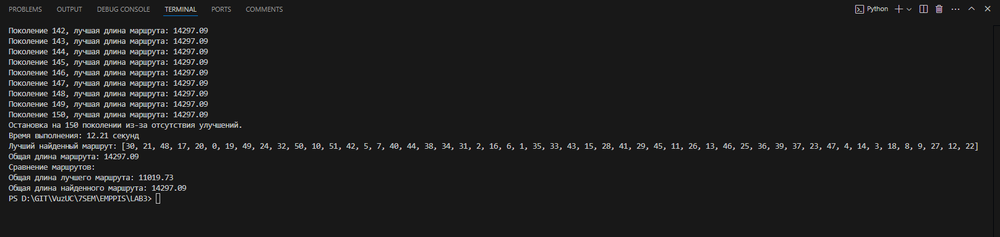 PROBLEMS OUTPUT DEBUG CONSOLE TERMINAL PORTS COMMENTS Python
Поколение 142, лучшая длина маршрута: 14297.09
Поколение 143, лучшая длина маршрута: 14297.09
Поколение 144, лучшая длина маршрута: 14297.09
Поколение 145, лучшая длина маршрута: 14297.09
Поколение 146, лучшая длина маршрута: 14297.09
Поколение 147, лучшая длина маршрута: 14297.09
Поколение 148, лучшая длина маршрута: 14297.09
Поколение 149, лучшая длина маршрута: 14297.09
Поколение 150, лучшая длина маршрута: 14297.09
Остановка на 150 поколении из-за отсутствия улучшений.
Время выполнения: 12.21 секунд
Лучший найденный маршрут: [30, 21, 48, 17, 20, 0, 19, 49, 24, 32, 50, 10, 51, 42, 5, 7, 40, 44, 38, 34, 31, 2, 16, 6, 1, 35, 33, 43, 15, 28, 41, 29, 45, 11, 26, 13, 46, 25, 36, 39, 37, 23, 47, 4, 14, 3, 18, 8, 9, 27, 12, 22]
Общая длина маршрута: 14297.09
Сравнение маршрутов:
Общая длина лучшего маршрута: 11019.73
Общая длина найденного маршрута: 14297.09
PS D:\GIT\VuzUC\7SEM\EMPPIS\LAB3>